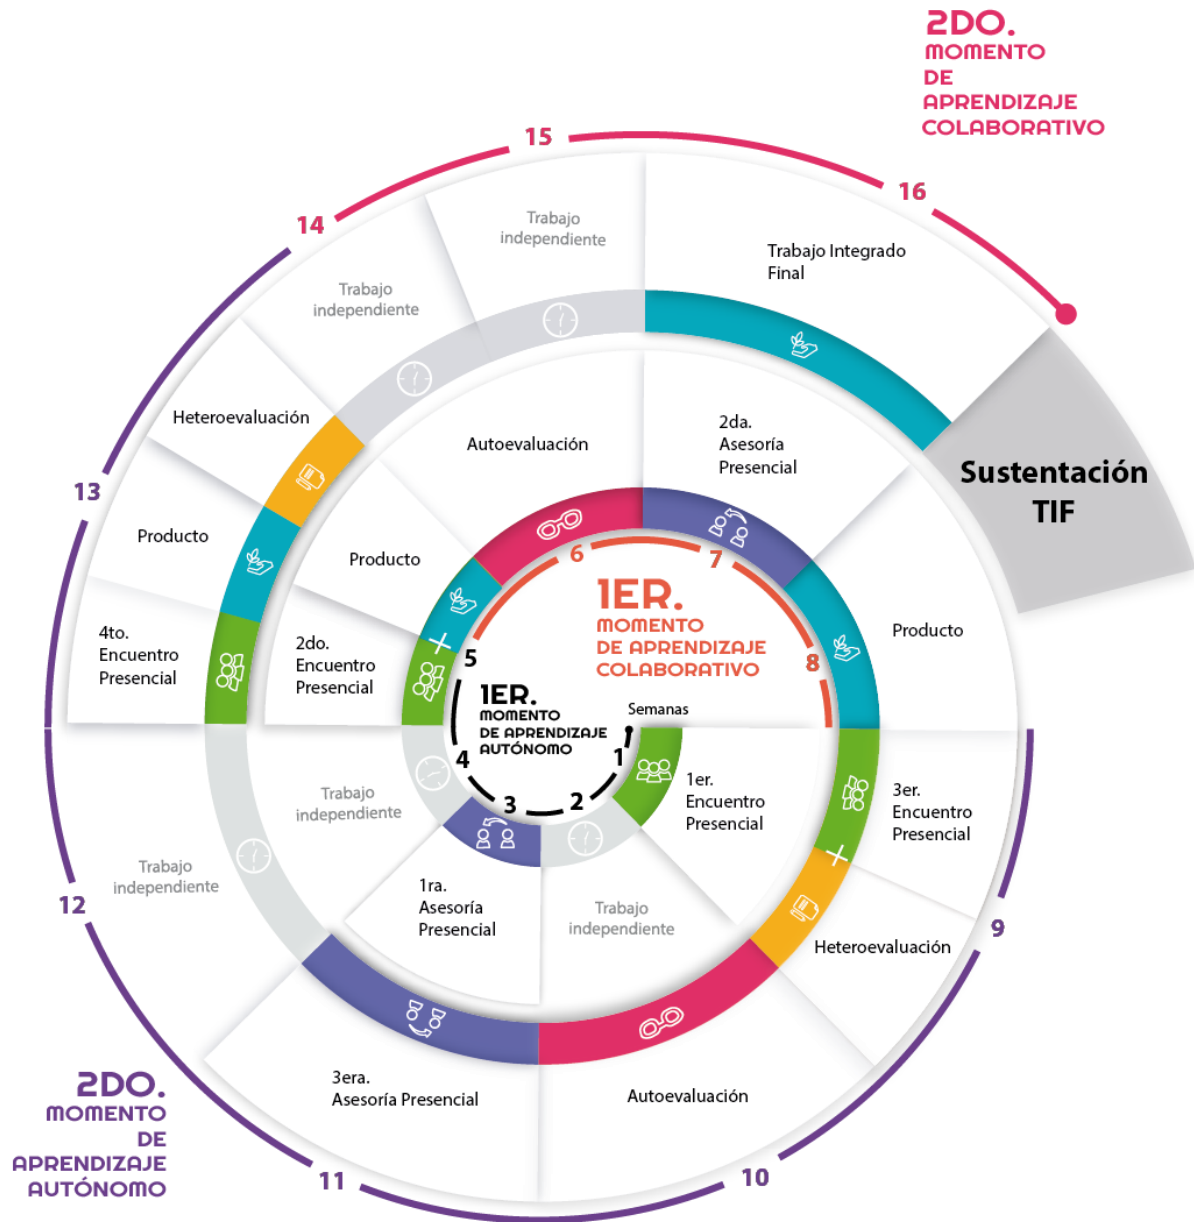 2DO.
MOMENTO
DE
APRENDIZAJE
COLABORATIVO
15
16
14
Trabajo
independiente
Trabajo Integrado
Final
Trabajo
independiente
Heteroevaluación
Autoevaluación
2da.
Asesoría
Presencial
Sustentación
TIF
13
Producto
Producto
6
7
1ER.
MOMENTO
DE APRENDIZAJE
COLABORATIVO
Producto
4to.
Encuentro
Presencial
2do.
Encuentro
Presencial
5
8
1ER.
MOMENTO
DE APRENDIZAJE
AUTÓNOMO
Semanas
4
1
3
2
1er.
Encuentro
Presencial
3er.
Encuentro
Presencial
Trabajo
independiente
Trabajo
independiente
12
1ra.
Asesoría
Presencial
Trabajo
independiente
9
Heteroevaluación
3era.
Asesoría Presencial
Autoevaluación
2DO.
MOMENTO
DE
APRENDIZAJE
AUTÓNOMO
11
10